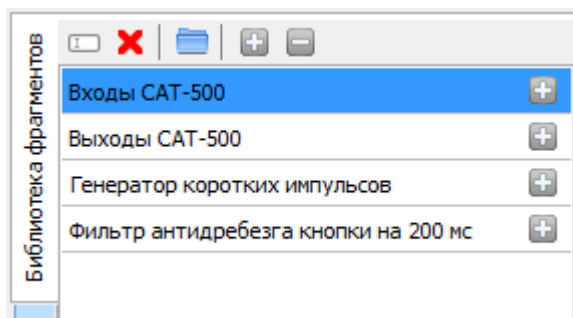 Библиотека фрагментов
Входы САТ-500
Выходы САТ-500
Генератор коротких импульсов
Фильтр антидребезга кнопки на 200 мс